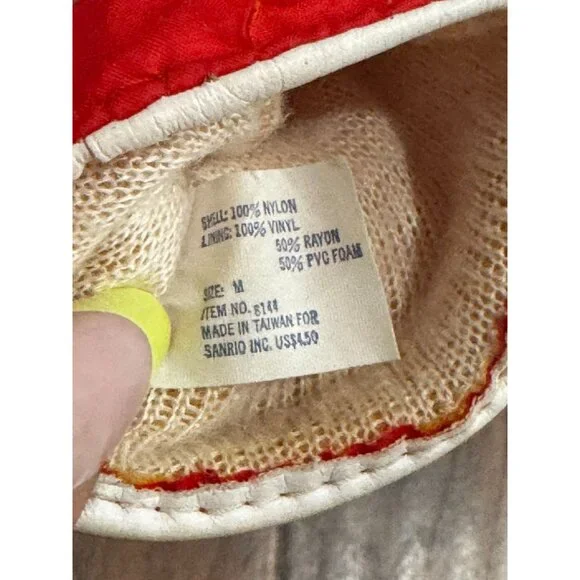 SHELL: 100% NYLON
LINING: 100% VINYL
50% RAYON
50% PVC FOAM
SIZE: M
ITEM NO. 8144
MADE IN TAIWAN FOR
SANRIO INC. US$4.50